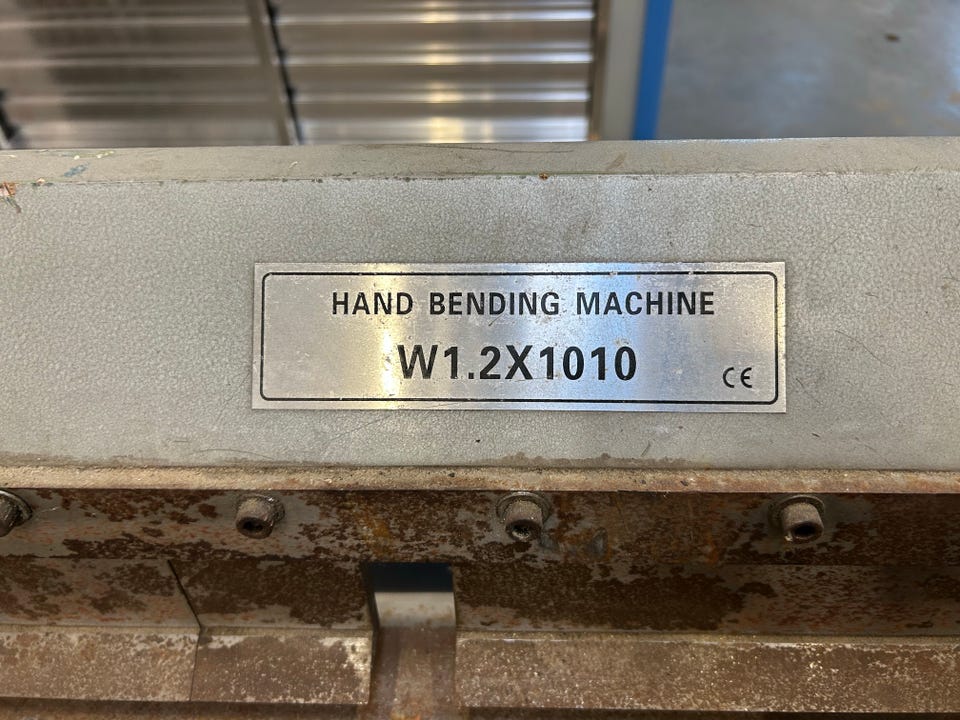 HAND BENDING MACHINE
W1.2X1010
CE